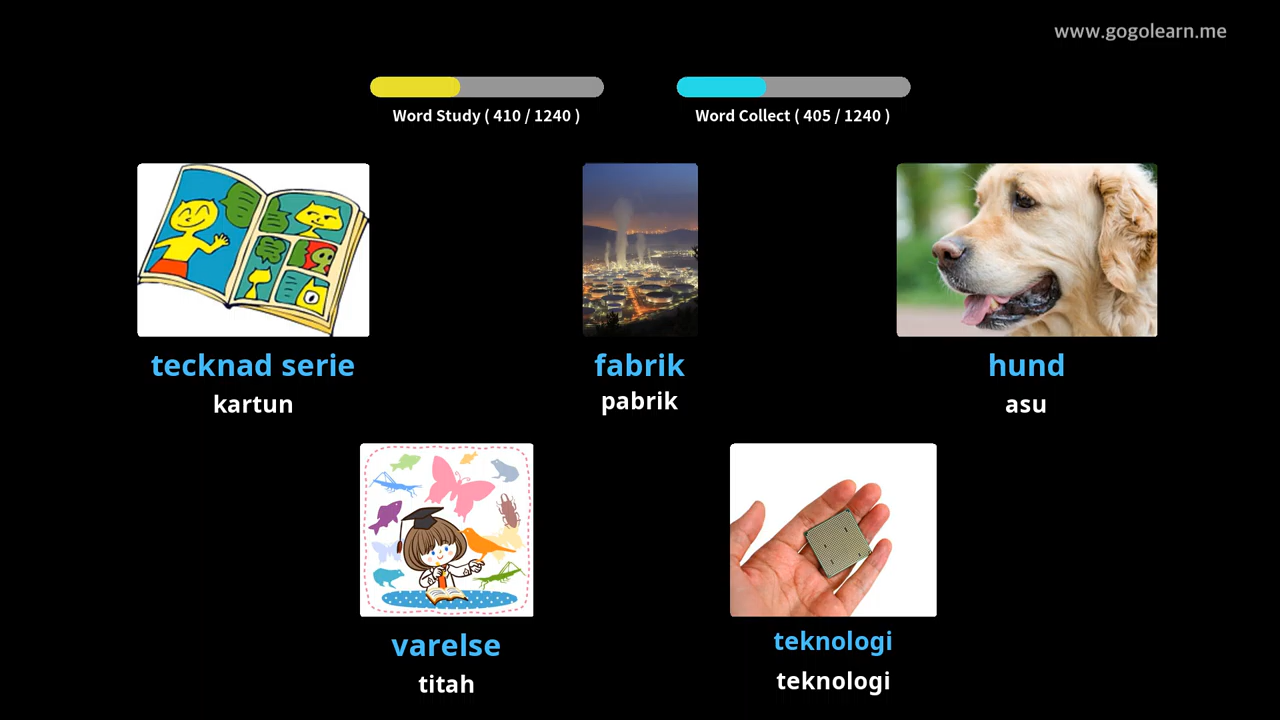 www.gogolearn.me
Word Study ( 410 / 1240 )
Word Collect ( 405 / 1240 )
tecknad serie
kartun
fabrik
pabrik
hund
asu
varelse
titah
teknologi
teknologi